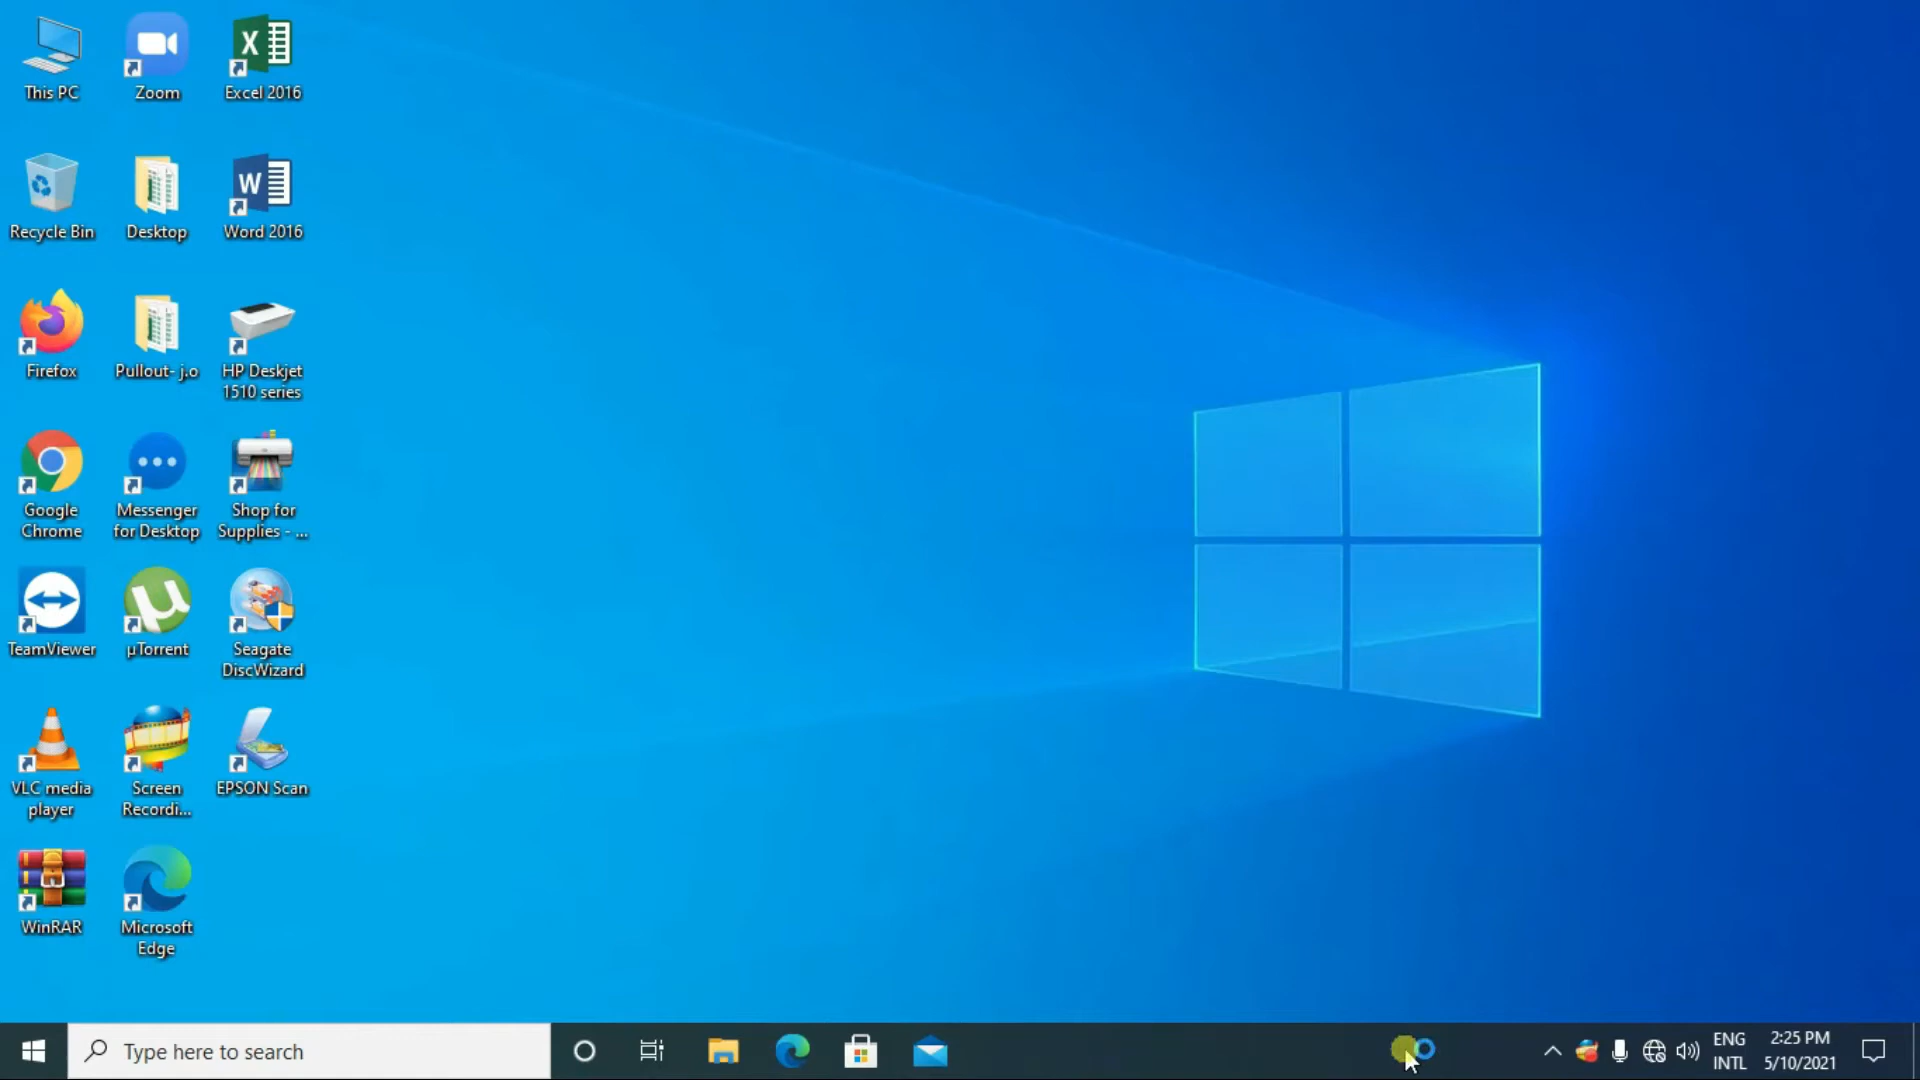 This PC
Zoom
Excel 2016
Recycle Bin
Desktop
Word 2016
Firefox
Pullout- j.o
HP Deskjet
1510 series
Google
Chrome
Messenger
for Desktop
Shop for
Supplies - ...
TeamViewer
µTorrent
Seagate
DiscWizard
VLC media
player
Screen
Recordi...
EPSON Scan
WinRAR
Microsoft
Edge
Type here to search
ENG
INTL
2:25 PM
5/10/2021